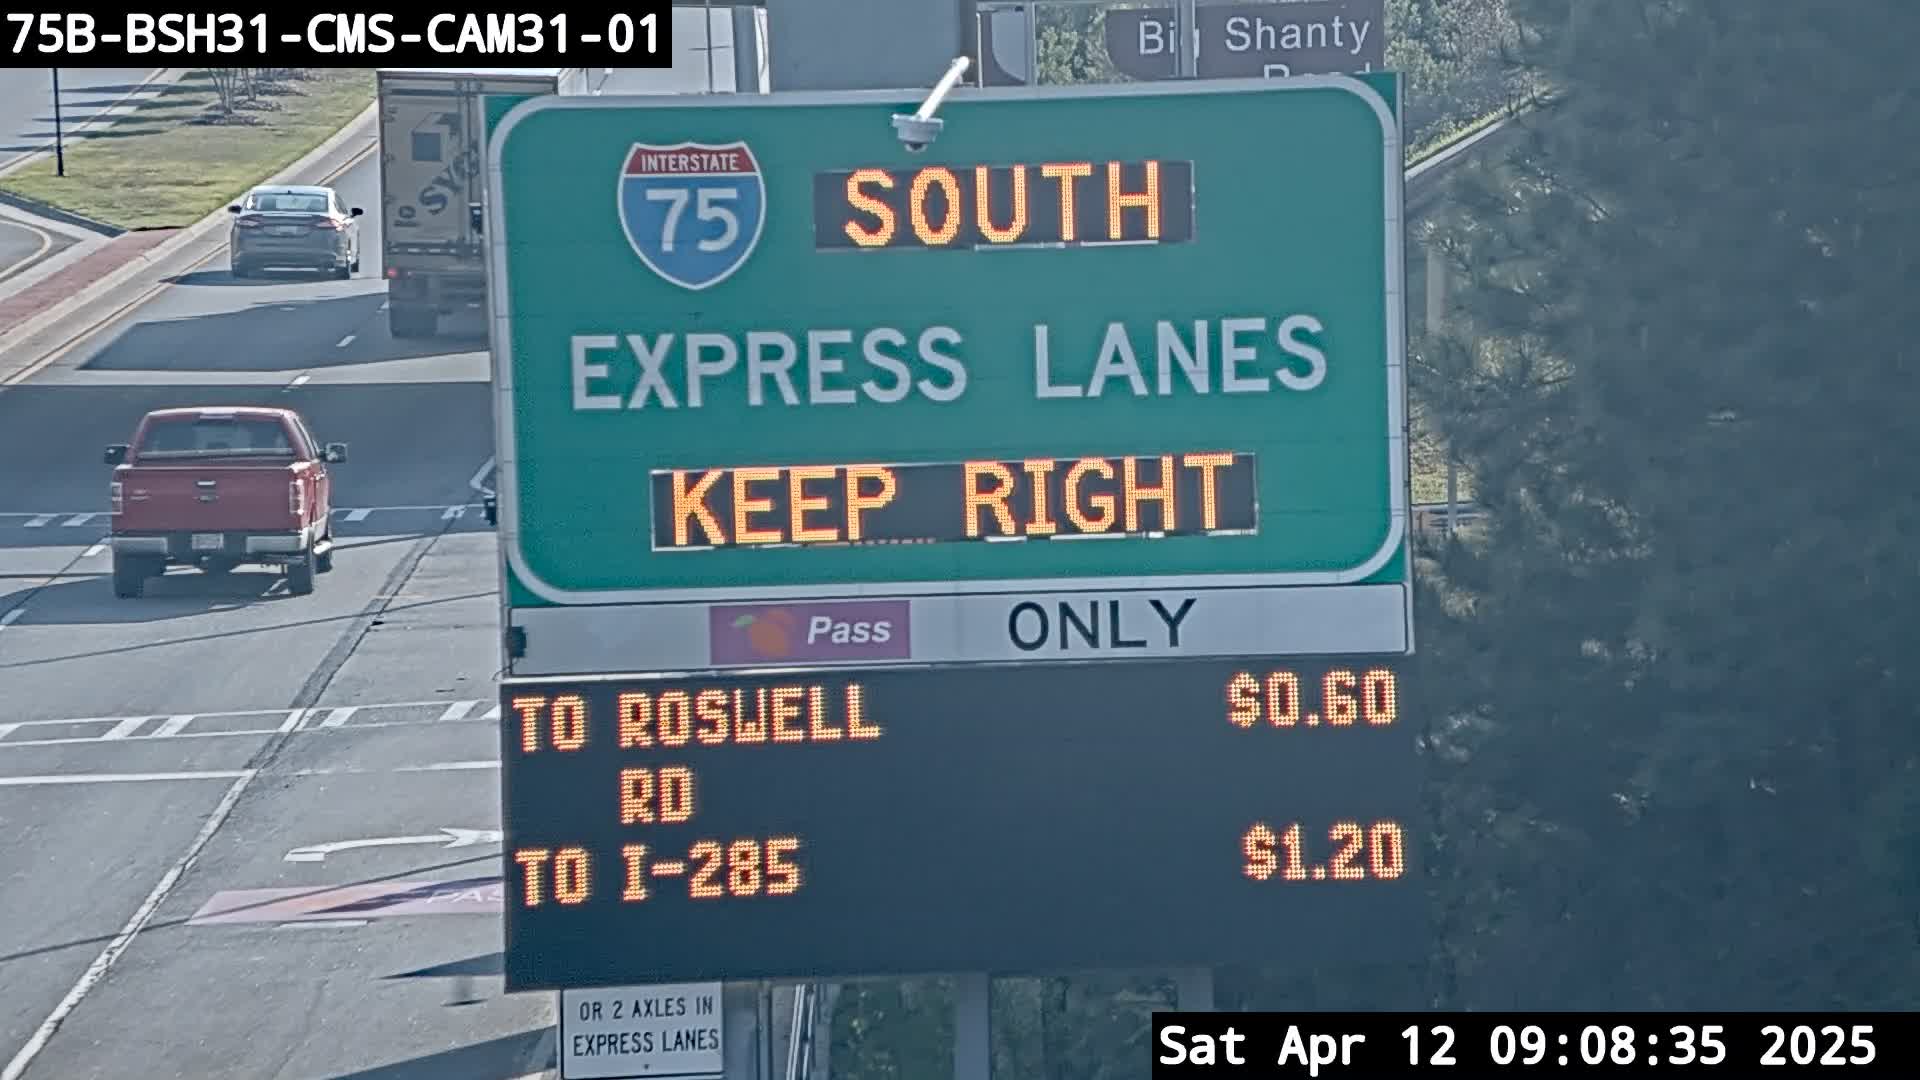 75B-BSH31-CMS-CAM31-01
Big Shanty
Road
INTERSTATE
75
SOUTH
EXPRESS LANES
KEEP RIGHT
Pass
ONLY
TO ROSWELL $0.60
RD
TO I-285 $1.20
OR 2 AXLES IN
EXPRESS LANES
Sat Apr 12 09:08:35 2025